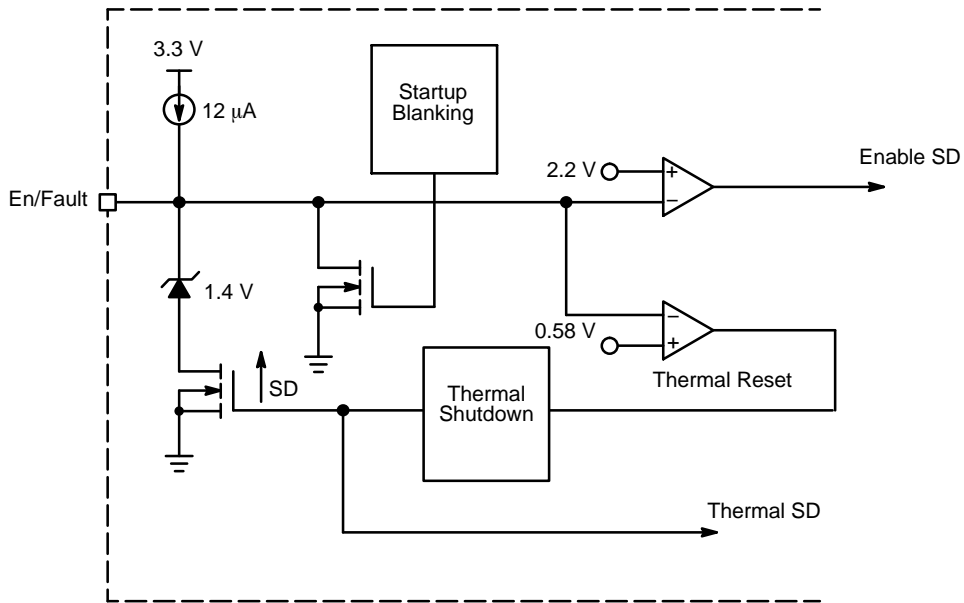 3.3 V
12 μA
Startup
Blanking
2.2 V
+
−
Enable SD
En/Fault
1.4 V
SD
0.58 V
−
+
Thermal Reset
Thermal
Shutdown
Thermal SD